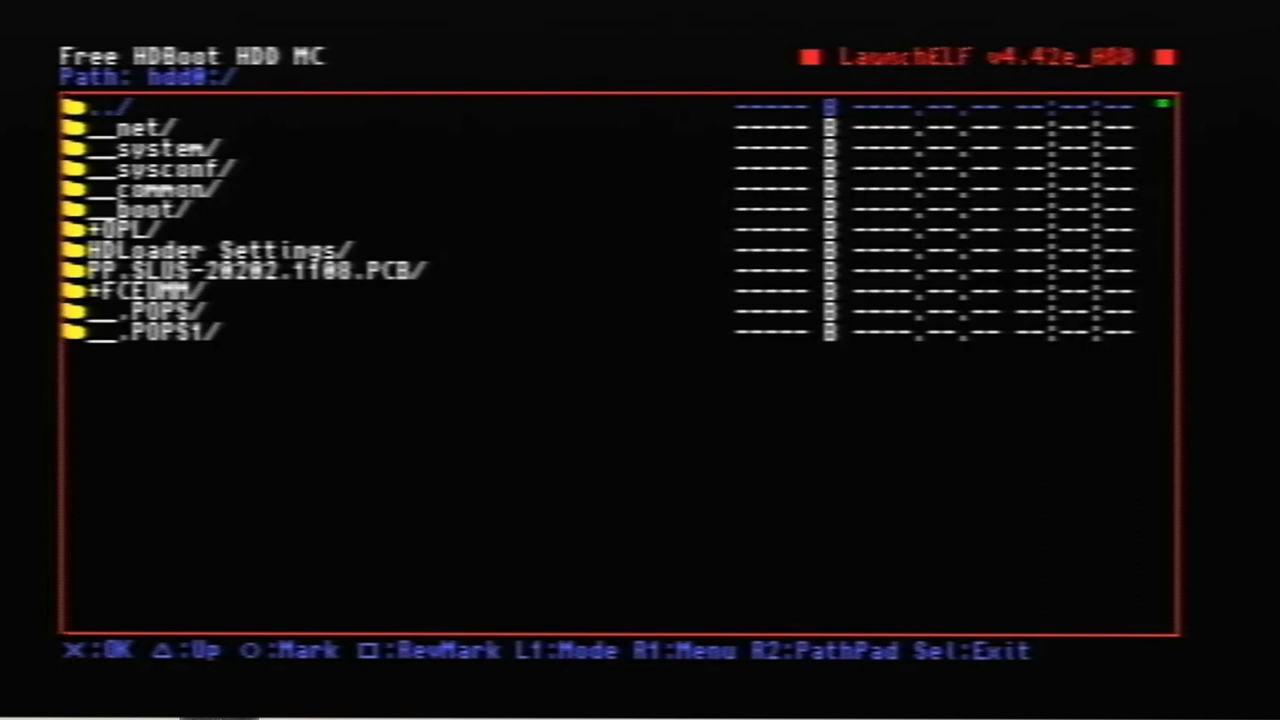 Free HDBoot HDD MC LaunchELF v4.42e_HDD
Path: hdd0:/
../ ------ B ----.--.-- --:--:--
__net/ ------ B ----.--.-- --:--:--
__system/ ------ B ----.--.-- --:--:--
__sysconf/ ------ B ----.--.-- --:--:--
__common/ ------ B ----.--.-- --:--:--
__boot/ ------ B ----.--.-- --:--:--
+OPL/ ------ B ----.--.-- --:--:--
HDLoader Settings/ ------ B ----.--.-- --:--:--
PP.SLUS-20202.1108.PCB/ ------ B ----.--.-- --:--:--
+FCEUMM/ ------ B ----.--.-- --:--:--
__.POPS/ ------ B ----.--.-- --:--:--
__.POPS1/ ------ B ----.--.-- --:--:--
X:OK △:Up O:Mark □:RevMark L1:Mode R1:Menu R2:PathPad Sel:Exit